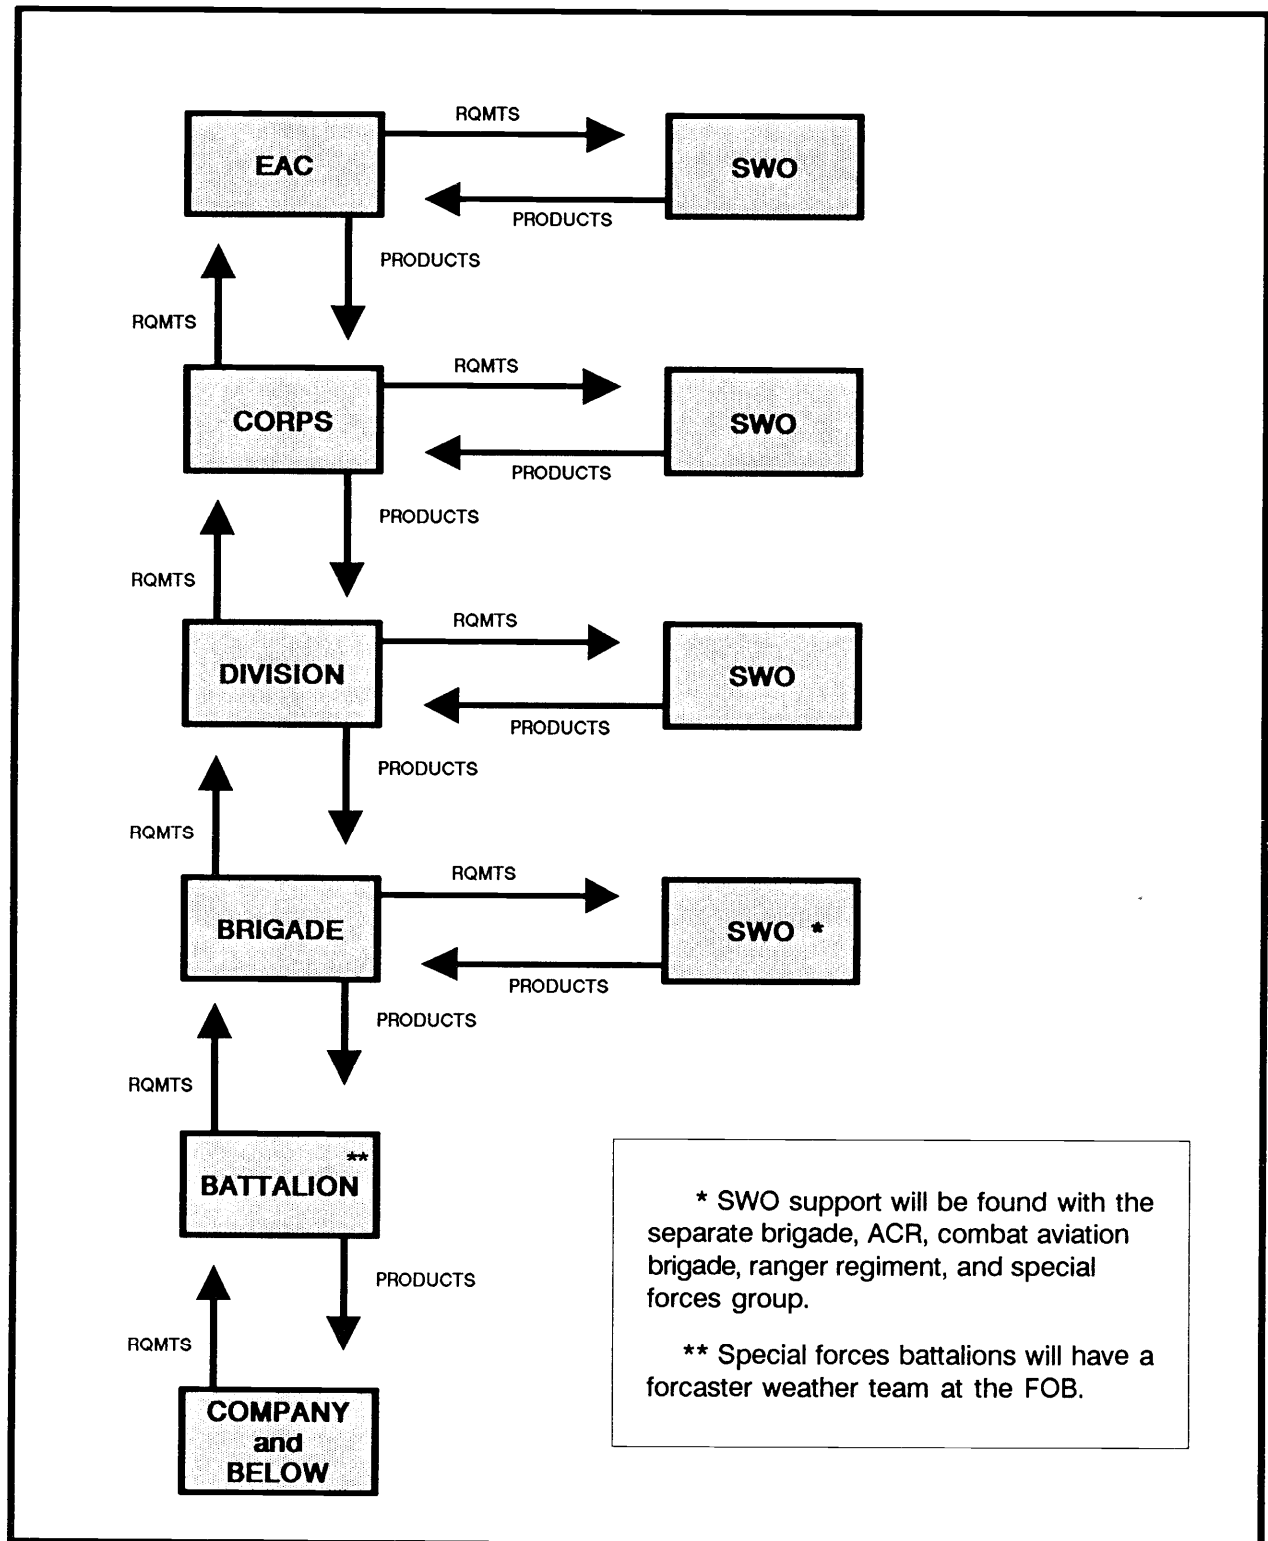 RQMTS
EAC
SWO
PRODUCTS
PRODUCTS
RQMTS
RQMTS
CORPS
SWO
PRODUCTS
PRODUCTS
RQMTS
RQMTS
DIVISION
SWO
PRODUCTS
PRODUCTS
RQMTS
RQMTS
BRIGADE
SWO *
PRODUCTS
PRODUCTS
RQMTS
**
BATTALION
PRODUCTS
RQMTS
COMPANY
and
BELOW
* SWO support will be found with the
separate brigade, ACR, combat aviation
brigade, ranger regiment, and special
forces group.
** Special forces battalions will have a
forcaster weather team at the FOB.